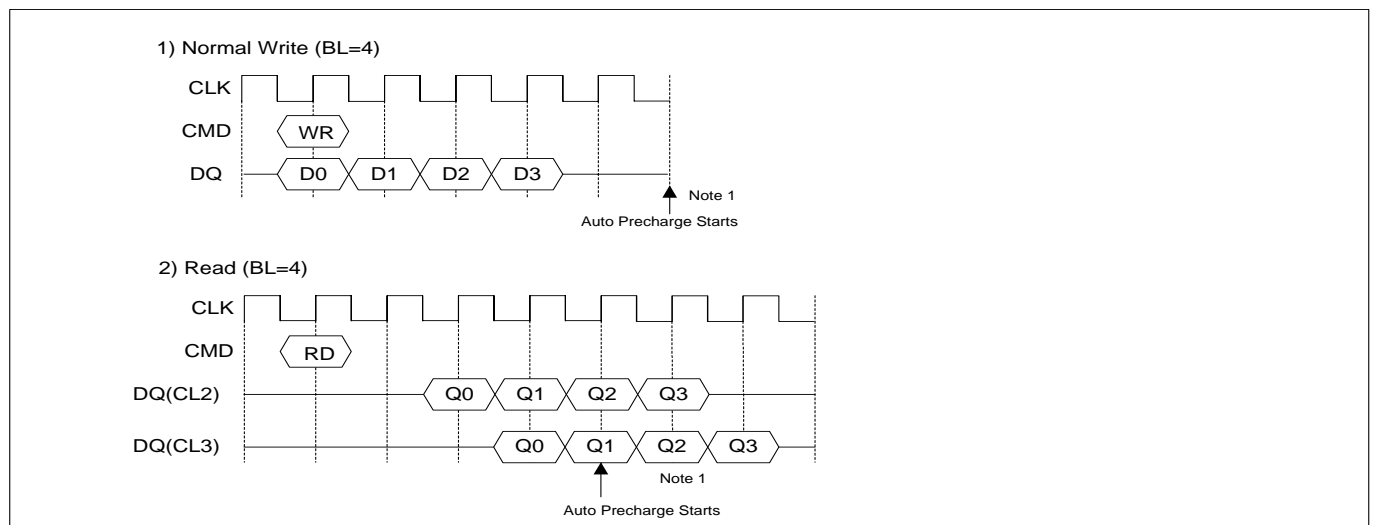 1) Normal Write (BL=4)
CLK
CMD WR
DQ D0 D1 D2 D3
Note 1
Auto Precharge Starts
2) Read (BL=4)
CLK
CMD RD
DQ(CL2) Q0 Q1 Q2 Q3
DQ(CL3) Q0 Q1 Q2 Q3
Note 1
Auto Precharge Starts